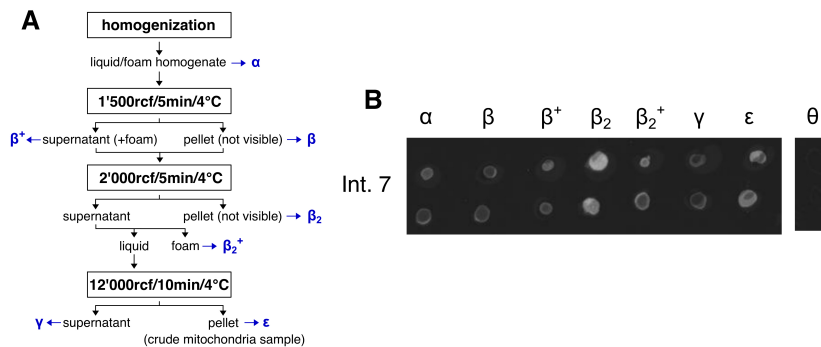 A
homogenization
liquid/foam homogenate → α
1'500rcf/5min/4°C
β⁺ ← supernatant (+foam) pellet (not visible) → β
2'000rcf/5min/4°C
supernatant pellet (not visible) → β₂
liquid foam → β₂⁺
12'000rcf/10min/4°C
γ ← supernatant pellet → ε
(crude mitochondria sample)
B
α β β⁺ β₂ β₂⁺ γ ε θ
Int. 7